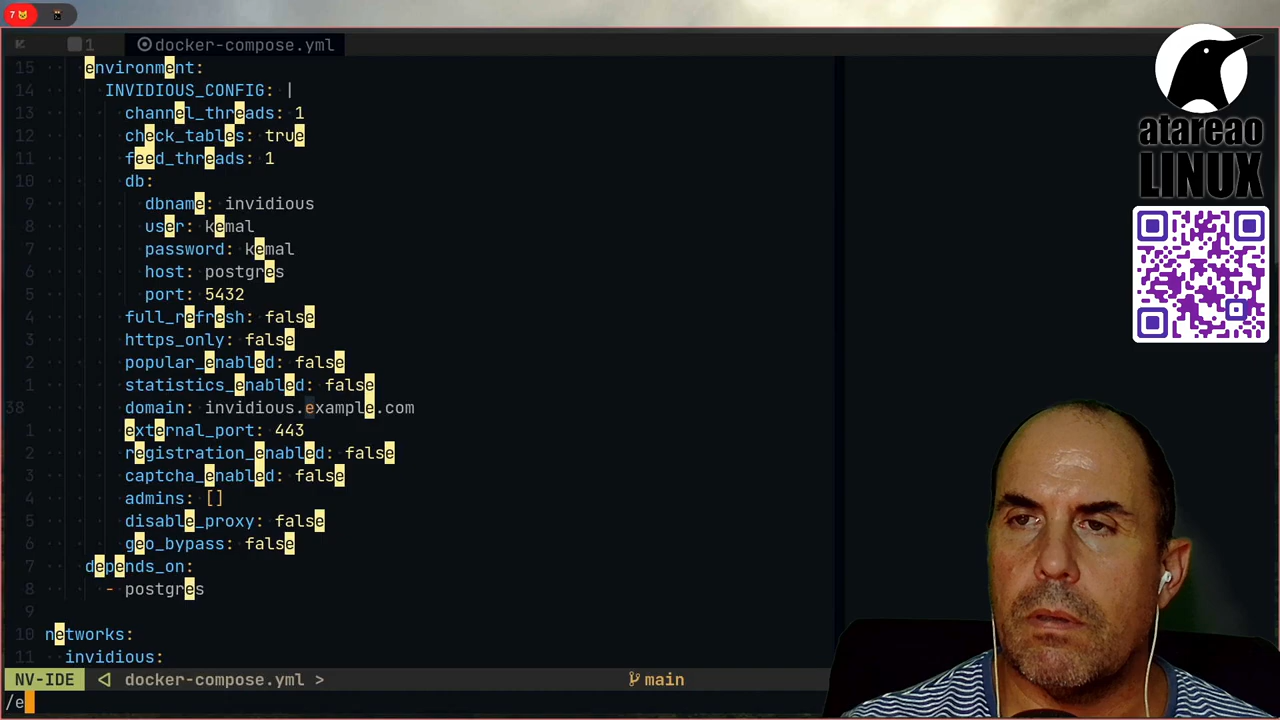 7
1 docker-compose.yml
15 environment:
14 INVIDIOUS_CONFIG: |
13 channel_threads: 1
12 check_tables: true
11 feed_threads: 1
10 db:
9 dbname: invidious
8 user: kemal
7 password: kemal
6 host: postgres
5 port: 5432
4 full_refresh: false
3 https_only: false
2 popular_enabled: false
1 statistics_enabled: false
38 domain: invidious.example.com
1 external_port: 443
2 registration_enabled: false
3 captcha_enabled: false
4 admins: []
5 disable_proxy: false
6 geo_bypass: false
7 depends_on:
8 - postgres
9
10 networks:
11 invidious:
NV-IDE < docker-compose.yml > main
/e
atareao
LINUX